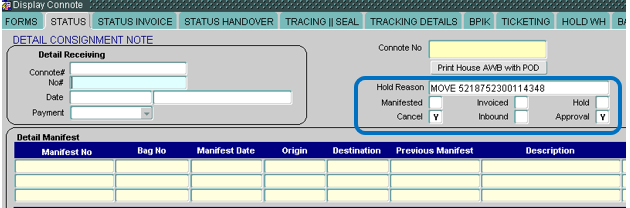 Display Connote
FORMS STATUS STATUS INVOICE STATUS HANDOVER TRACING || SEAL TRACKING DETAILS BPIK TICKETING HOLD WH BA
DETAIL CONSIGNMENT NOTE
Detail Receiving
Connote#
No#
Date
Payment
Connote No
Print House AWB with POD
Hold Reason MOVE 5218752300114348
Manifested Invoiced Hold
Cancel Y Inbound Approval Y
Detail Manifest
Manifest No Bag No Manifest Date Origin Destination Previous Manifest Description